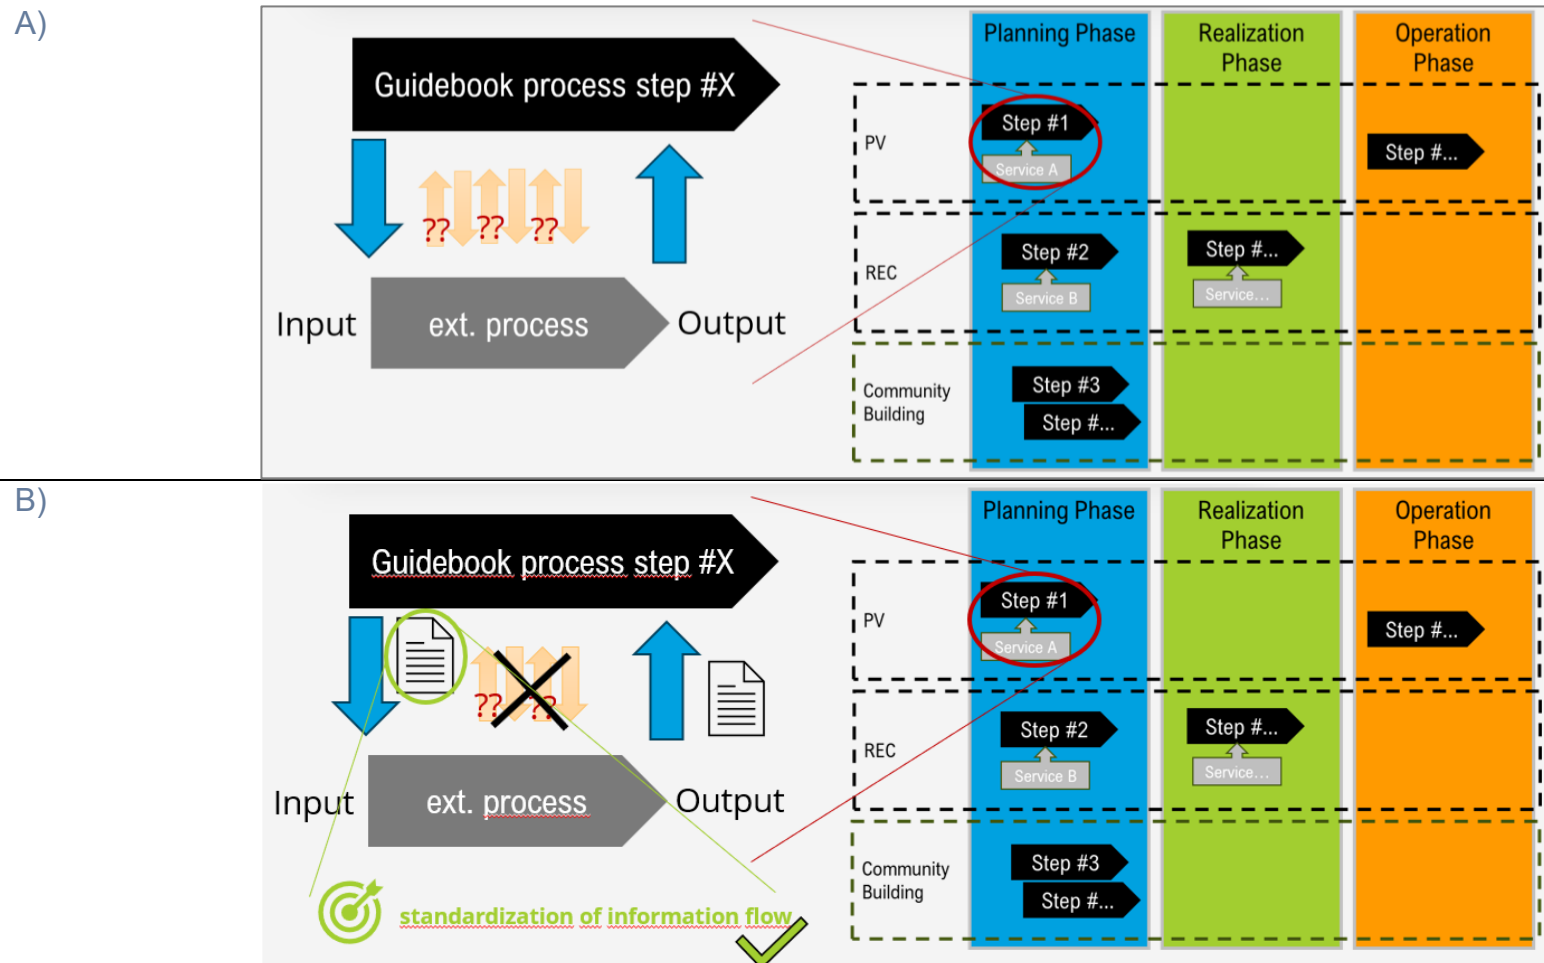 A)
Guidebook process step #X
?? ?? ??
Input
ext. process
Output
Planning Phase
Realization
Phase
Operation
Phase
PV
Step #1
Service A
Step #...
REC
Step #2
Service B
Step #...
Service...
Community
Building
Step #3
Step #...
B)
Guidebook process step #X
?? ??
Input
ext. process
Output
standardization of information flow
Planning Phase
Realization
Phase
Operation
Phase
PV
Step #1
Service A
Step #...
REC
Step #2
Service B
Step #...
Service...
Community
Building
Step #3
Step #...